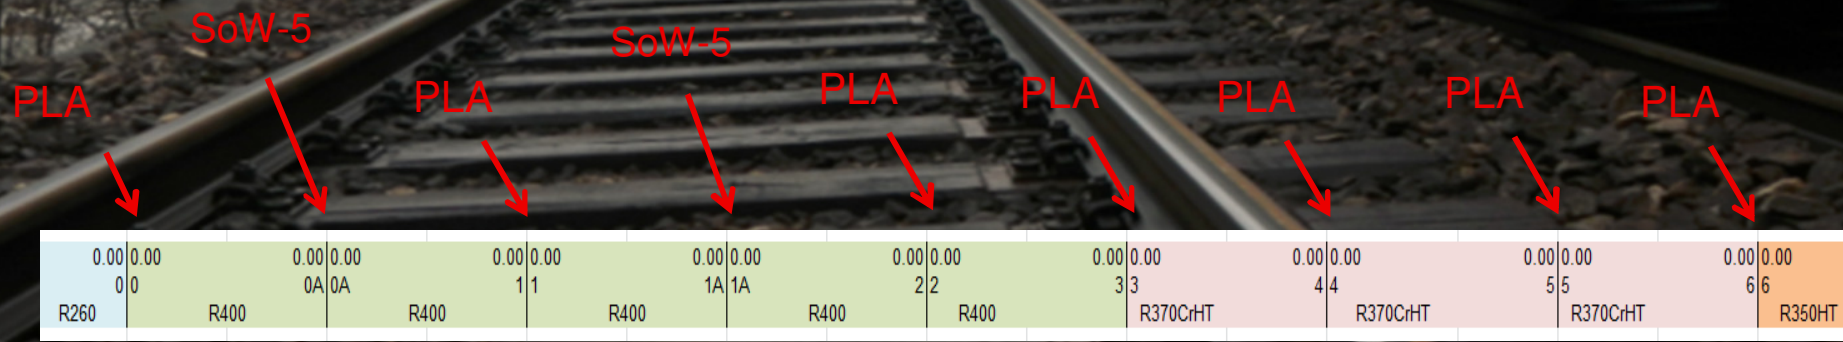 SoW-5 SoW-5
PLA PLA PLA PLA PLA PLA PLA
0.00 0.00 0.00 0.00 0.00 0.00 0.00 0.00 0.00 0.00 0.00 0.00 0.00 0.00 0.00 0.00 0.00 0.00
0 0 0A 0A 1 1 1A 1A 2 2 3 3 4 4 5 5 6 6
R260 R400 R400 R400 R400 R400 R370CrHT R370CrHT R370CrHT R350HT